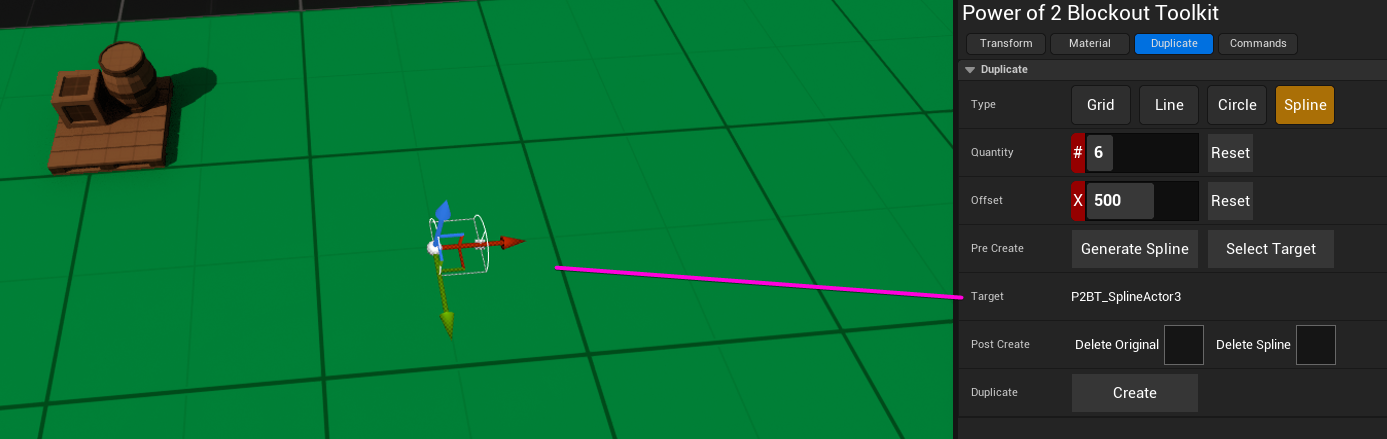 Power of 2 Blockout Toolkit
Transform Material Duplicate Commands
Duplicate
Type Grid Line Circle Spline
Quantity # 6 Reset
Offset X 500 Reset
Pre Create Generate Spline Select Target
Target P2BT_SplineActor3
Post Create Delete Original Delete Spline
Duplicate Create